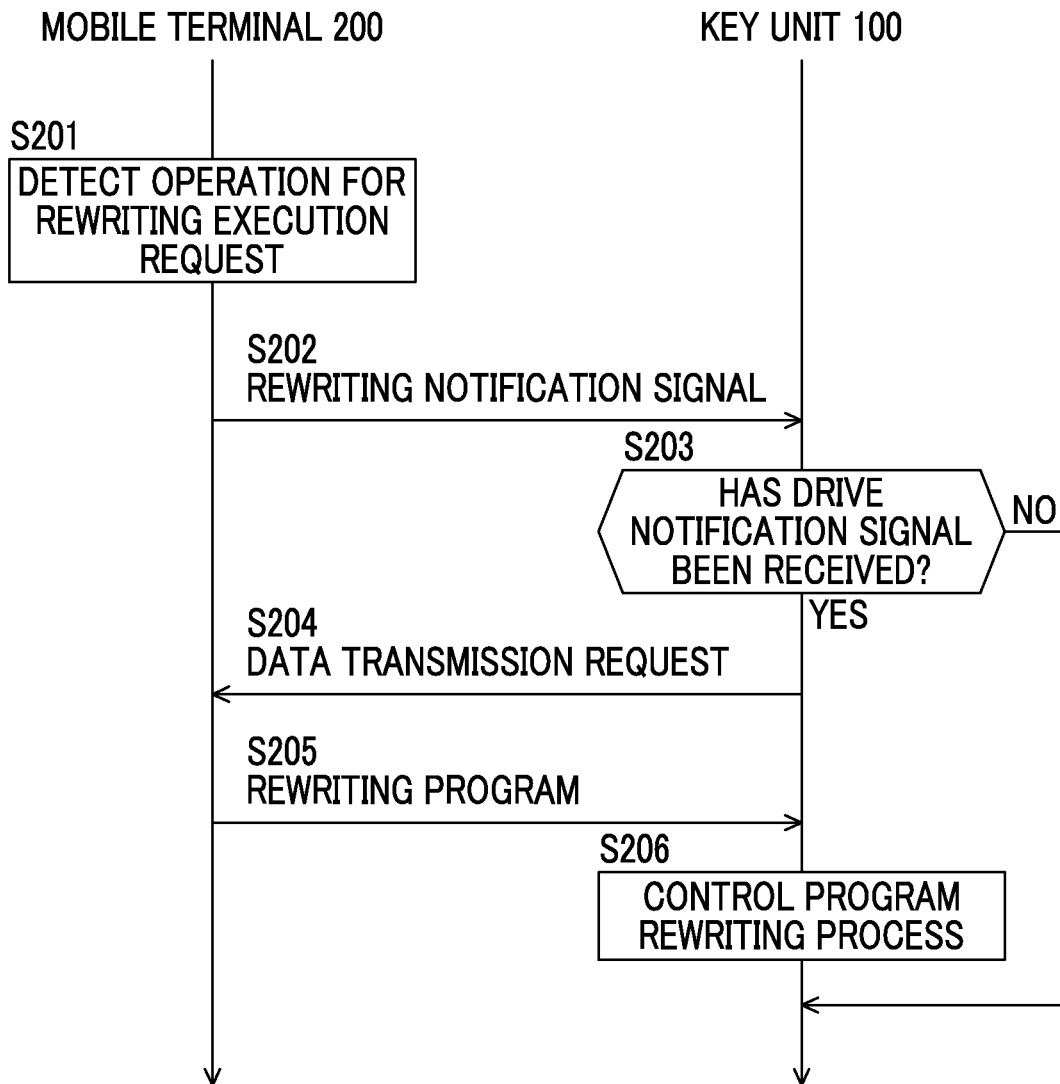 MOBILE TERMINAL 200
KEY UNIT 100
S201
DETECT OPERATION FOR
REWRITING EXECUTION
REQUEST
S202
REWRITING NOTIFICATION SIGNAL
S203
HAS DRIVE
NOTIFICATION SIGNAL
BEEN RECEIVED?
NO
YES
S204
DATA TRANSMISSION REQUEST
S205
REWRITING PROGRAM
S206
CONTROL PROGRAM
REWRITING PROCESS